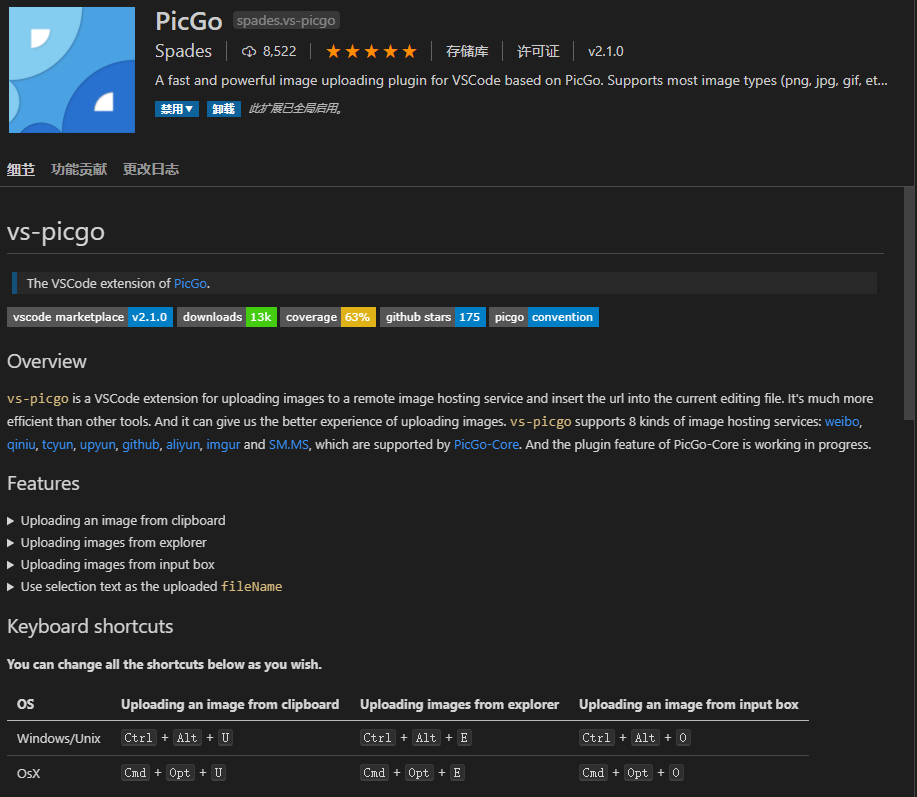 PicGo spades.vs-picgo
Spades 8,522 存储库 许可证 v2.1.0
A fast and powerful image uploading plugin for VSCode based on PicGo. Supports most image types (png, jpg, gif, et...
禁用 卸载 此扩展已全局启用。
细节 功能贡献 更改日志
vs-picgo
The VSCode extension of PicGo.
vscode marketplace v2.1.0 downloads 13k coverage 63% github stars 175 picgo convention
Overview
vs-picgo is a VSCode extension for uploading images to a remote image hosting service and insert the url into the current editing file. It's much more
efficient than other tools. And it can give us the better experience of uploading images. vs-picgo supports 8 kinds of image hosting services: weibo,
qiniu, tcyun, upyun, github, aliyun, imgur and SM.MS, which are supported by PicGo-Core. And the plugin feature of PicGo-Core is working in progress.
Features
Uploading an image from clipboard
Uploading images from explorer
Uploading images from input box
Use selection text as the uploaded fileName
Keyboard shortcuts
You can change all the shortcuts below as you wish.
OS Uploading an image from clipboard Uploading images from explorer Uploading an image from input box
Windows/Unix Ctrl + Alt + U Ctrl + Alt + E Ctrl + Alt + O
OsX Cmd + Opt + U Cmd + Opt + E Cmd + Opt + O